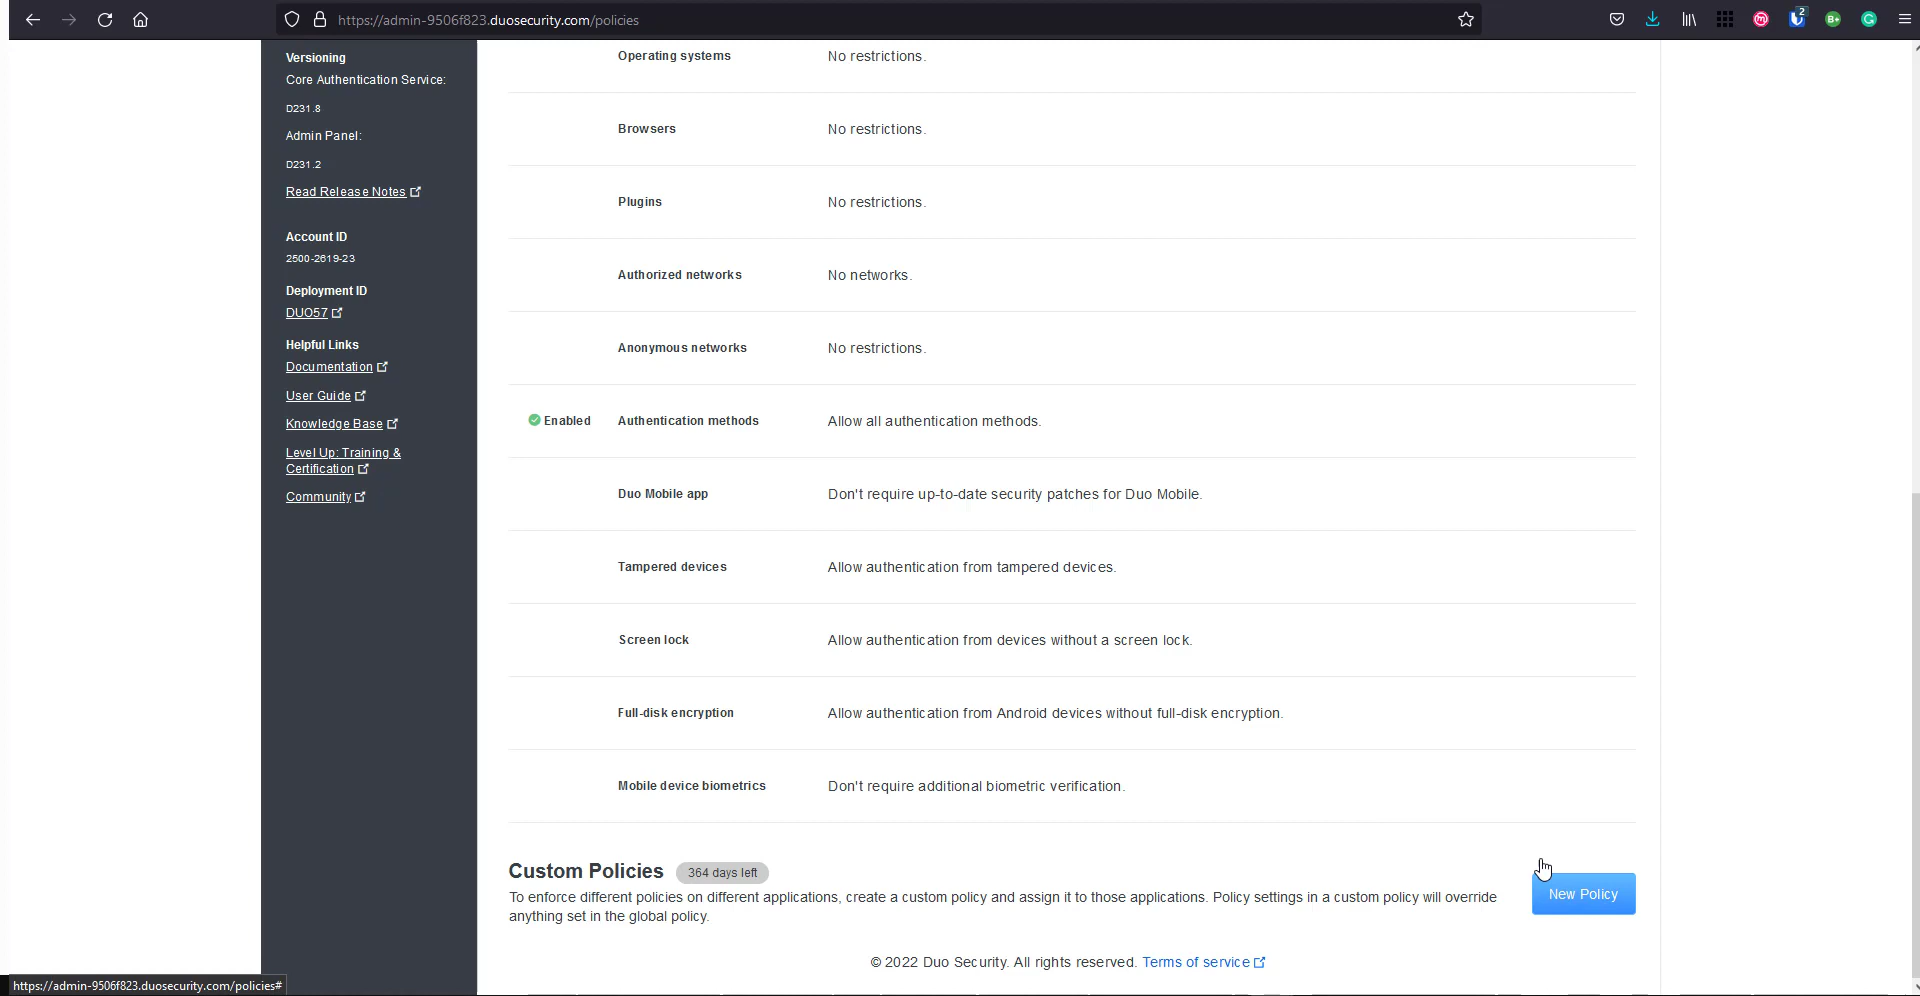 https://admin-9506f823.duosecurity.com/policies
2
Versioning
Core Authentication Service:
D231.8
Admin Panel:
D231.2
Read Release Notes
Account ID
2500-2619-23
Deployment ID
DUO57
Helpful Links
Documentation
User Guide
Knowledge Base
Level Up: Training &
Certification
Community
Operating systems No restrictions.
Browsers No restrictions.
Plugins No restrictions.
Authorized networks No networks.
Anonymous networks No restrictions.
Enabled Authentication methods Allow all authentication methods.
Duo Mobile app Don't require up-to-date security patches for Duo Mobile.
Tampered devices Allow authentication from tampered devices.
Screen lock Allow authentication from devices without a screen lock.
Full-disk encryption Allow authentication from Android devices without full-disk encryption.
Mobile device biometrics Don't require additional biometric verification.
Custom Policies 364 days left
To enforce different policies on different applications, create a custom policy and assign it to those applications. Policy settings in a custom policy will override
anything set in the global policy.
New Policy
© 2022 Duo Security. All rights reserved. Terms of service
https://admin-9506f823.duosecurity.com/policies#